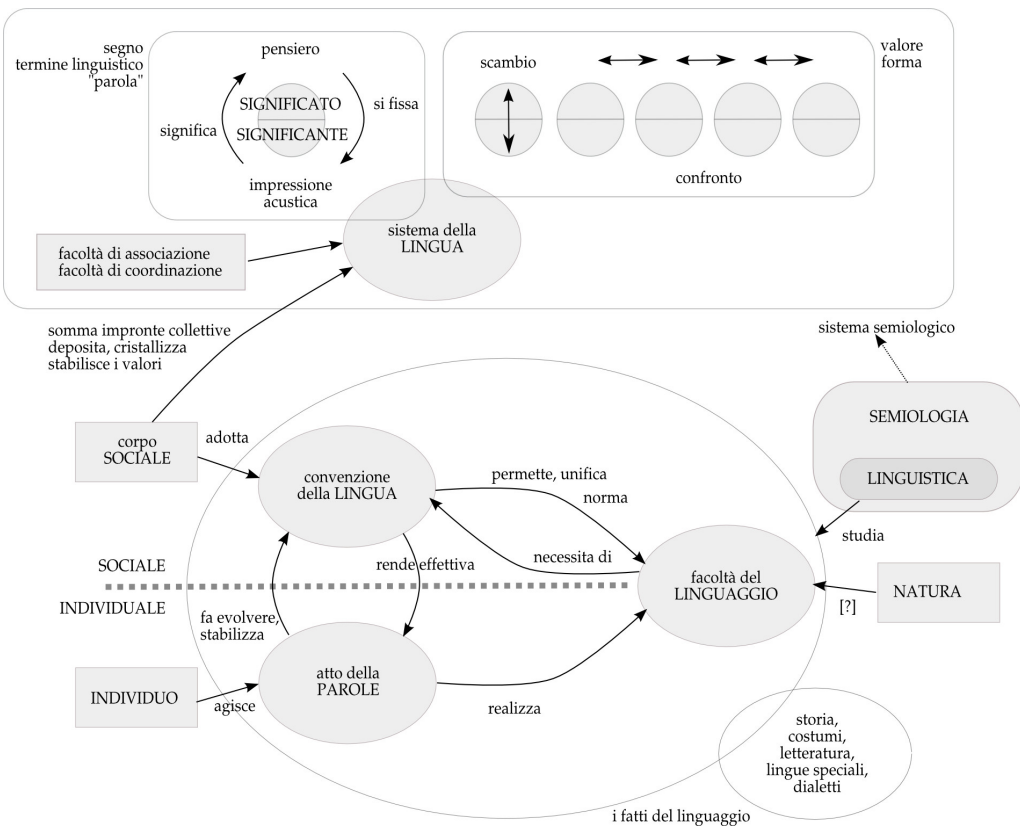 segno
termine linguistico
"parola"
pensiero
SIGNIFICATO
SIGNIFICANTE
significa
si fissa
impressione
acustica
scambio
confronto
valore
forma
sistema della
LINGUA
facoltà di associazione
facoltà di coordinazione
somma impronte collettive
deposita, cristallizza
stabilisce i valori
sistema semiologico
SEMIOLOGIA
LINGUISTICA
studia
corpo
SOCIALE
adotta
convenzione
della LINGUA
permette, unifica
norma
necessita di
rende effettiva
SOCIALE
INDIVIDUALE
facoltà del
LINGUAGGIO
NATURA
[?]
fa evolvere,
stabilizza
atto della
PAROLE
INDIVIDUO
agisce
realizza
storia,
costumi,
letteratura,
lingue speciali,
dialetti
i fatti del linguaggio